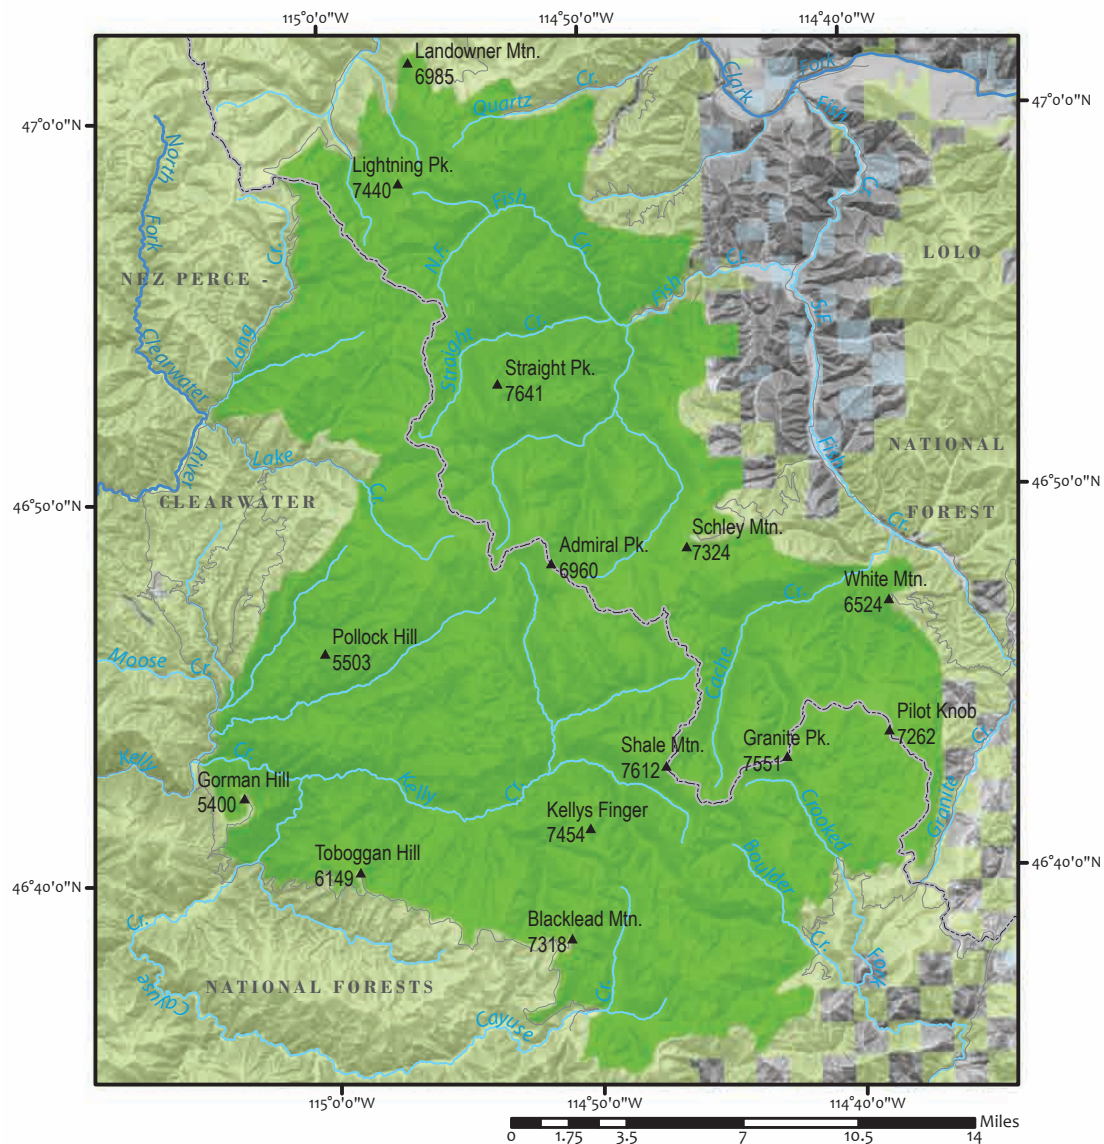 115°0'0"W
114°50'0"W
114°40'0"W
Landowner Mtn.
6985
Cr.
Quartz
Clark
Fork
47°0'0"N
47°0'0"N
Fish
Cr.
North
Fork
Clearwater
River
Lightning Pk.
7440
Fish
N.F.
Cr.
Cr.
NEZ PERCE -
LOLO
Fish
Cr.
S.F.
Long
Straight
Cr.
Straight Pk.
7641
Fish
NATIONAL
Lake
Cr.
46°50'0"N
46°50'0"N
CLEARWATER
FOREST
Cr.
Schley Mtn.
7324
Admiral Pk.
6960
White Mtn.
6524
Cr.
Cache
Pollock Hill
5503
Moose
Cr.
Pilot Knob
7262
Cr.
Granite
Shale Mtn.
7612
Granite Pk.
7551
Kelly
Cr.
Gorman Hill
5400
Kelly
Cr.
Kellys Finger
7454
Crooked
Fork
Boulder
Cr.
Toboggan Hill
6149
46°40'0"N
46°40'0"N
Blacklead Mtn.
7318
Cr.
Cayuse
NATIONAL FORESTS
Cayuse
Cr.
115°0'0"W
114°50'0"W
114°40'0"W
Miles
0
1.75
3.5
7
10.5
14